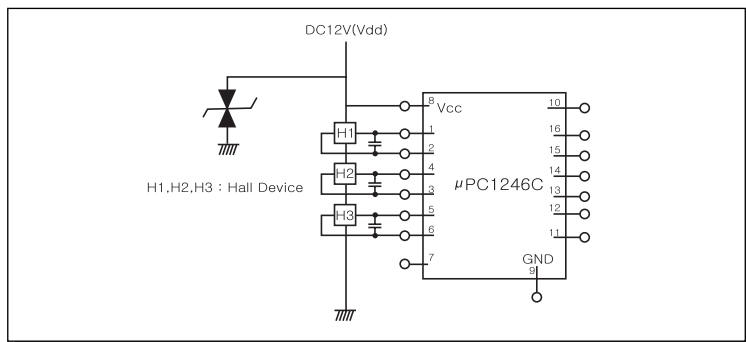 DC12V(Vdd)
8 Vcc
10
H1
1
16
2
15
H2
4
14
H1,H2,H3 : Hall Device
μPC1246C
3
13
H3
5
12
6
11
7
GND
9